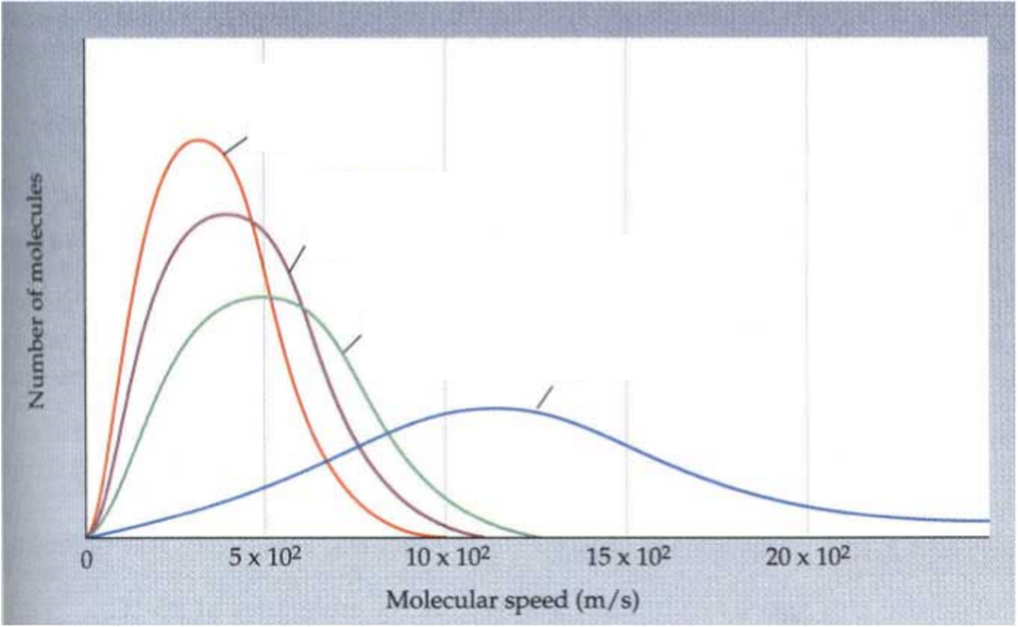 Number of molecules
0
5 x 10²
10 x 10²
15 x 10²
20 x 10²
Molecular speed (m/s)